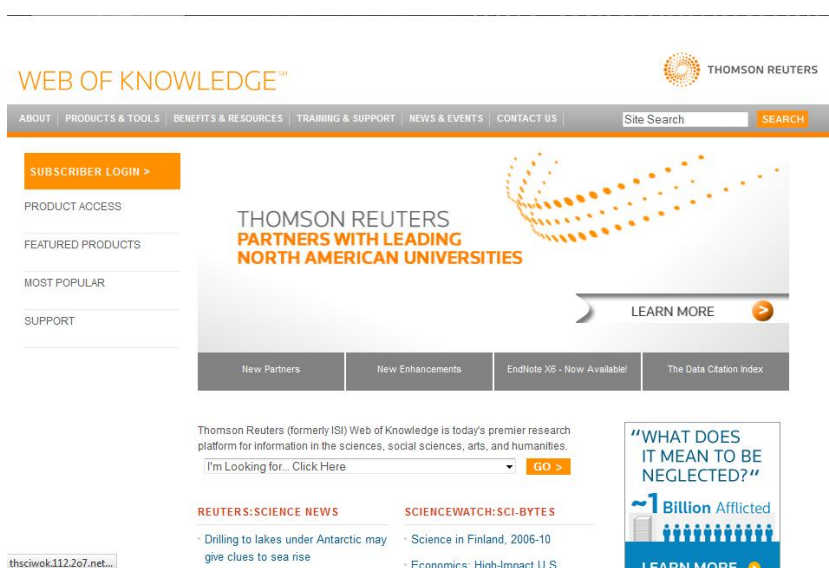 WEB OF KNOWLEDGE℠
THOMSON REUTERS
ABOUT | PRODUCTS & TOOLS | BENEFITS & RESOURCES | TRAINING & SUPPORT | NEWS & EVENTS | CONTACT US |
Site Search
SEARCH
SUBSCRIBER LOGIN >
PRODUCT ACCESS
FEATURED PRODUCTS
MOST POPULAR
SUPPORT
THOMSON REUTERS
PARTNERS WITH LEADING
NORTH AMERICAN UNIVERSITIES
LEARN MORE
New Partners
New Enhancements
EndNote X6 - Now Available!
The Data Citation Index
Thomson Reuters (formerly ISI) Web of Knowledge is today's premier research
platform for information in the sciences, social sciences, arts, and humanities.
I'm Looking for... Click Here
GO >
REUTERS:SCIENCE NEWS
Drilling to lakes under Antarctic may
give clues to sea rise
SCIENCEWATCH:SCI-BYTES
Science in Finland, 2006-10
Economics: High-Impact U.S.
"WHAT DOES
IT MEAN TO BE
NEGLECTED?"
~1 Billion Afflicted
LEARN MORE
thsciwok.112.2o7.net...